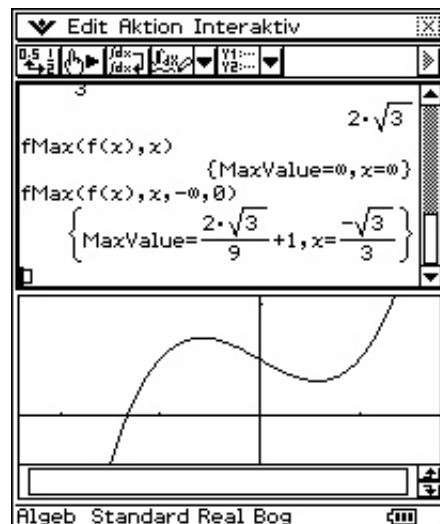 Edit Aktion Interaktiv
3
2·√3
fMax(f(x),x)
{MaxValue=∞,x=∞}
fMax(f(x),x,-∞,0)
{MaxValue=2·√3/9+1,x=-√3/3}
Algeb Standard Real Bog